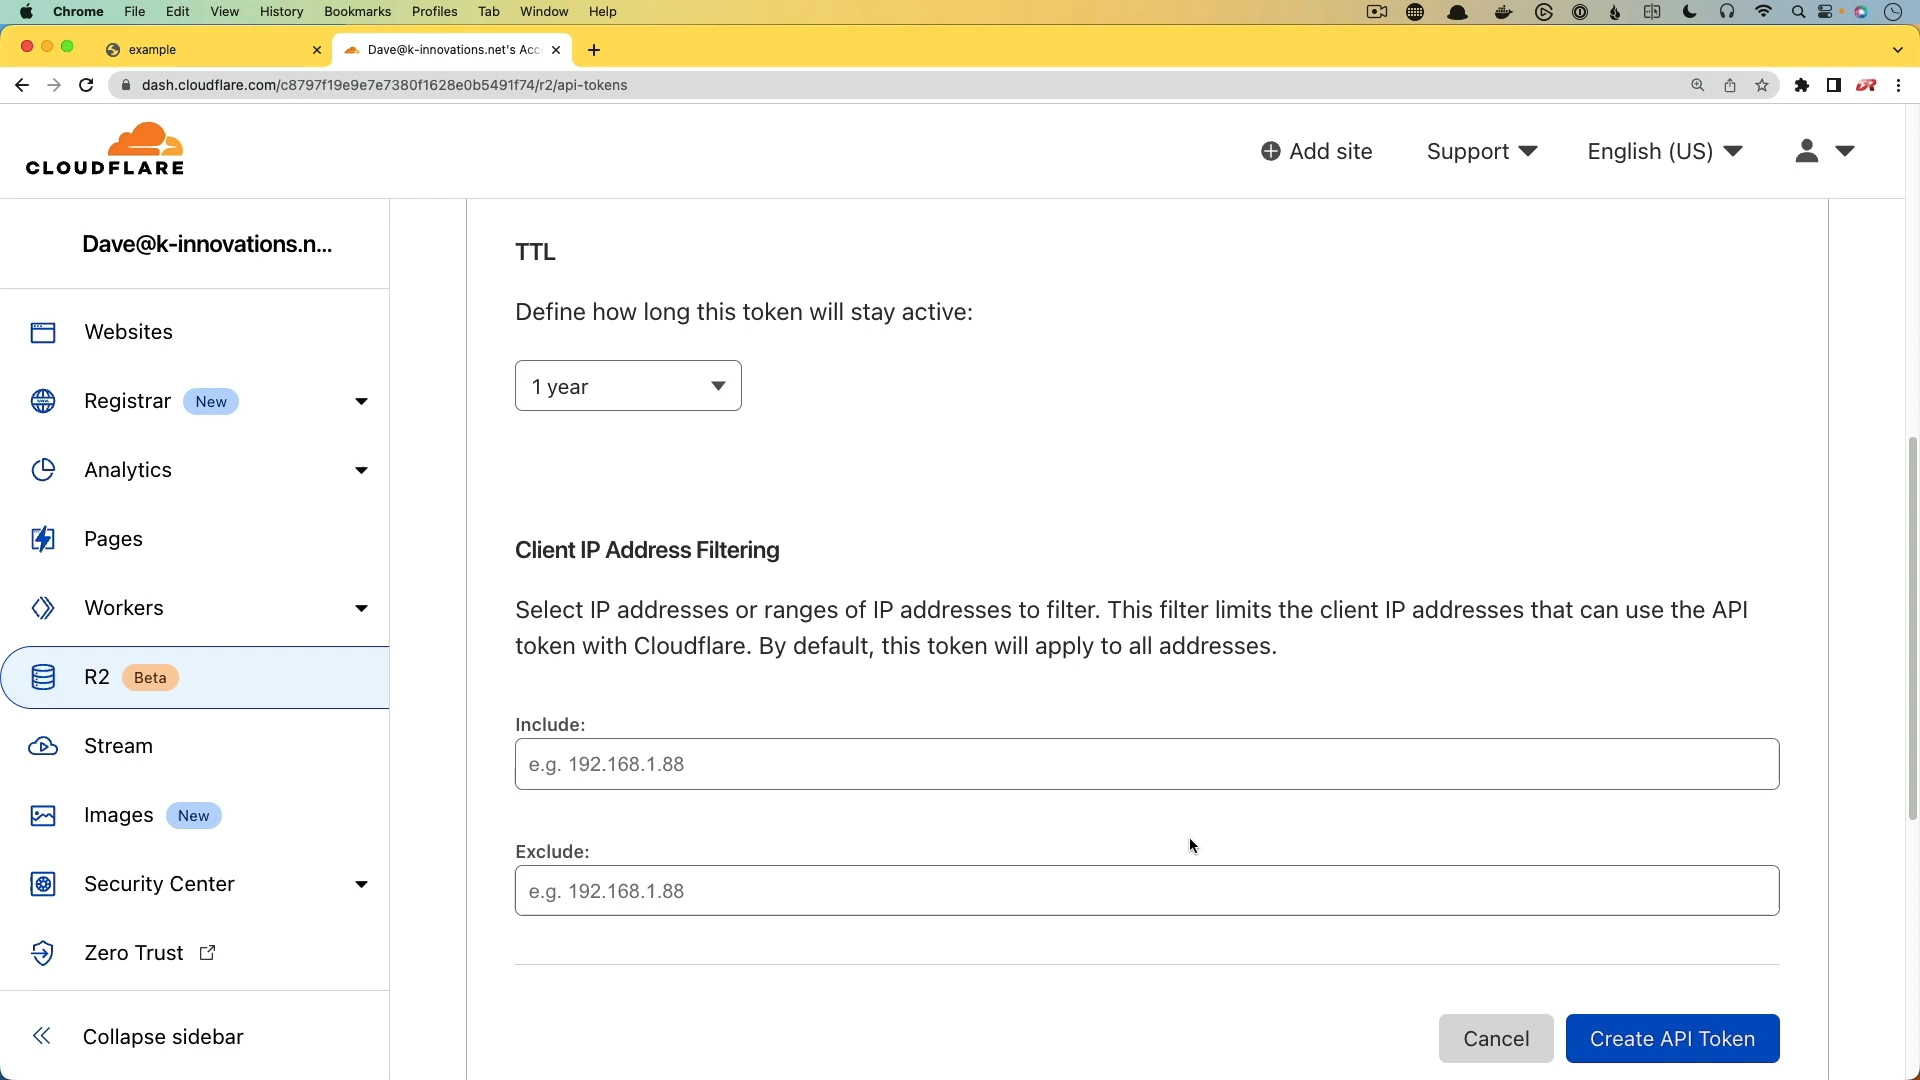 Chrome File Edit View History Bookmarks Profiles Tab Window Help
example
Dave@k-innovations.net's Acc
dash.cloudflare.com/c8797f19e9e7e7380f1628e0b5491f74/r2/api-tokens
CLOUDFLARE
Add site
Support
English (US)
Dave@k-innovations.n...
Websites
Registrar New
Analytics
Pages
Workers
R2 Beta
Stream
Images New
Security Center
Zero Trust
Collapse sidebar
TTL
Define how long this token will stay active:
1 year
Client IP Address Filtering
Select IP addresses or ranges of IP addresses to filter. This filter limits the client IP addresses that can use the API
token with Cloudflare. By default, this token will apply to all addresses.
Include:
e.g. 192.168.1.88
Exclude:
e.g. 192.168.1.88
Cancel
Create API Token